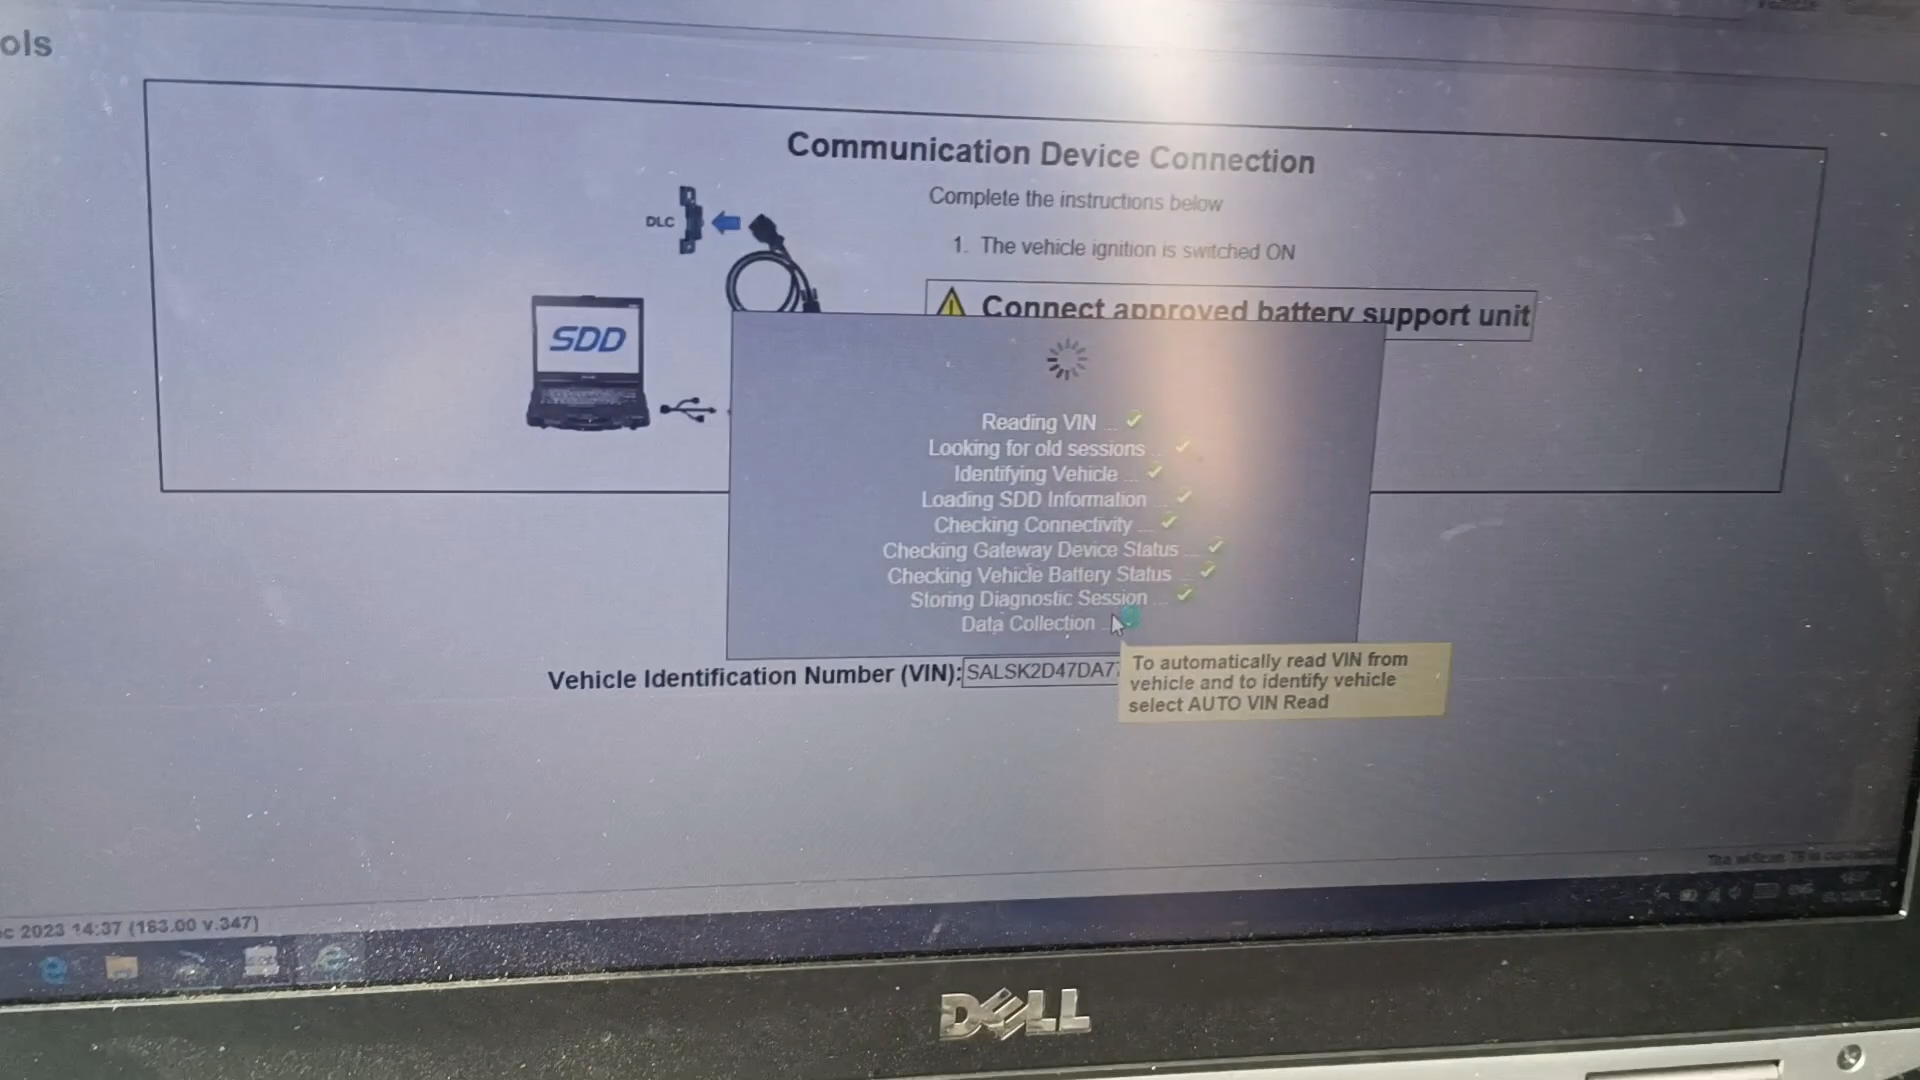 ols
Communication Device Connection
Complete the instructions below
DLC
1. The vehicle ignition is switched ON
Connect approved battery support unit
SDD
Reading VIN ...
Looking for old sessions ...
Identifying Vehicle ...
Loading SDD Information ...
Checking Connectivity ...
Checking Gateway Device Status ...
Checking Vehicle Battery Status ...
Storing Diagnostic Session ...
Data Collection ...
Vehicle Identification Number (VIN): SALSK2D47DA7
To automatically read VIN from
vehicle and to identify vehicle
select AUTO VIN Read
2023 14:37 (163.00 v.347)
DELL